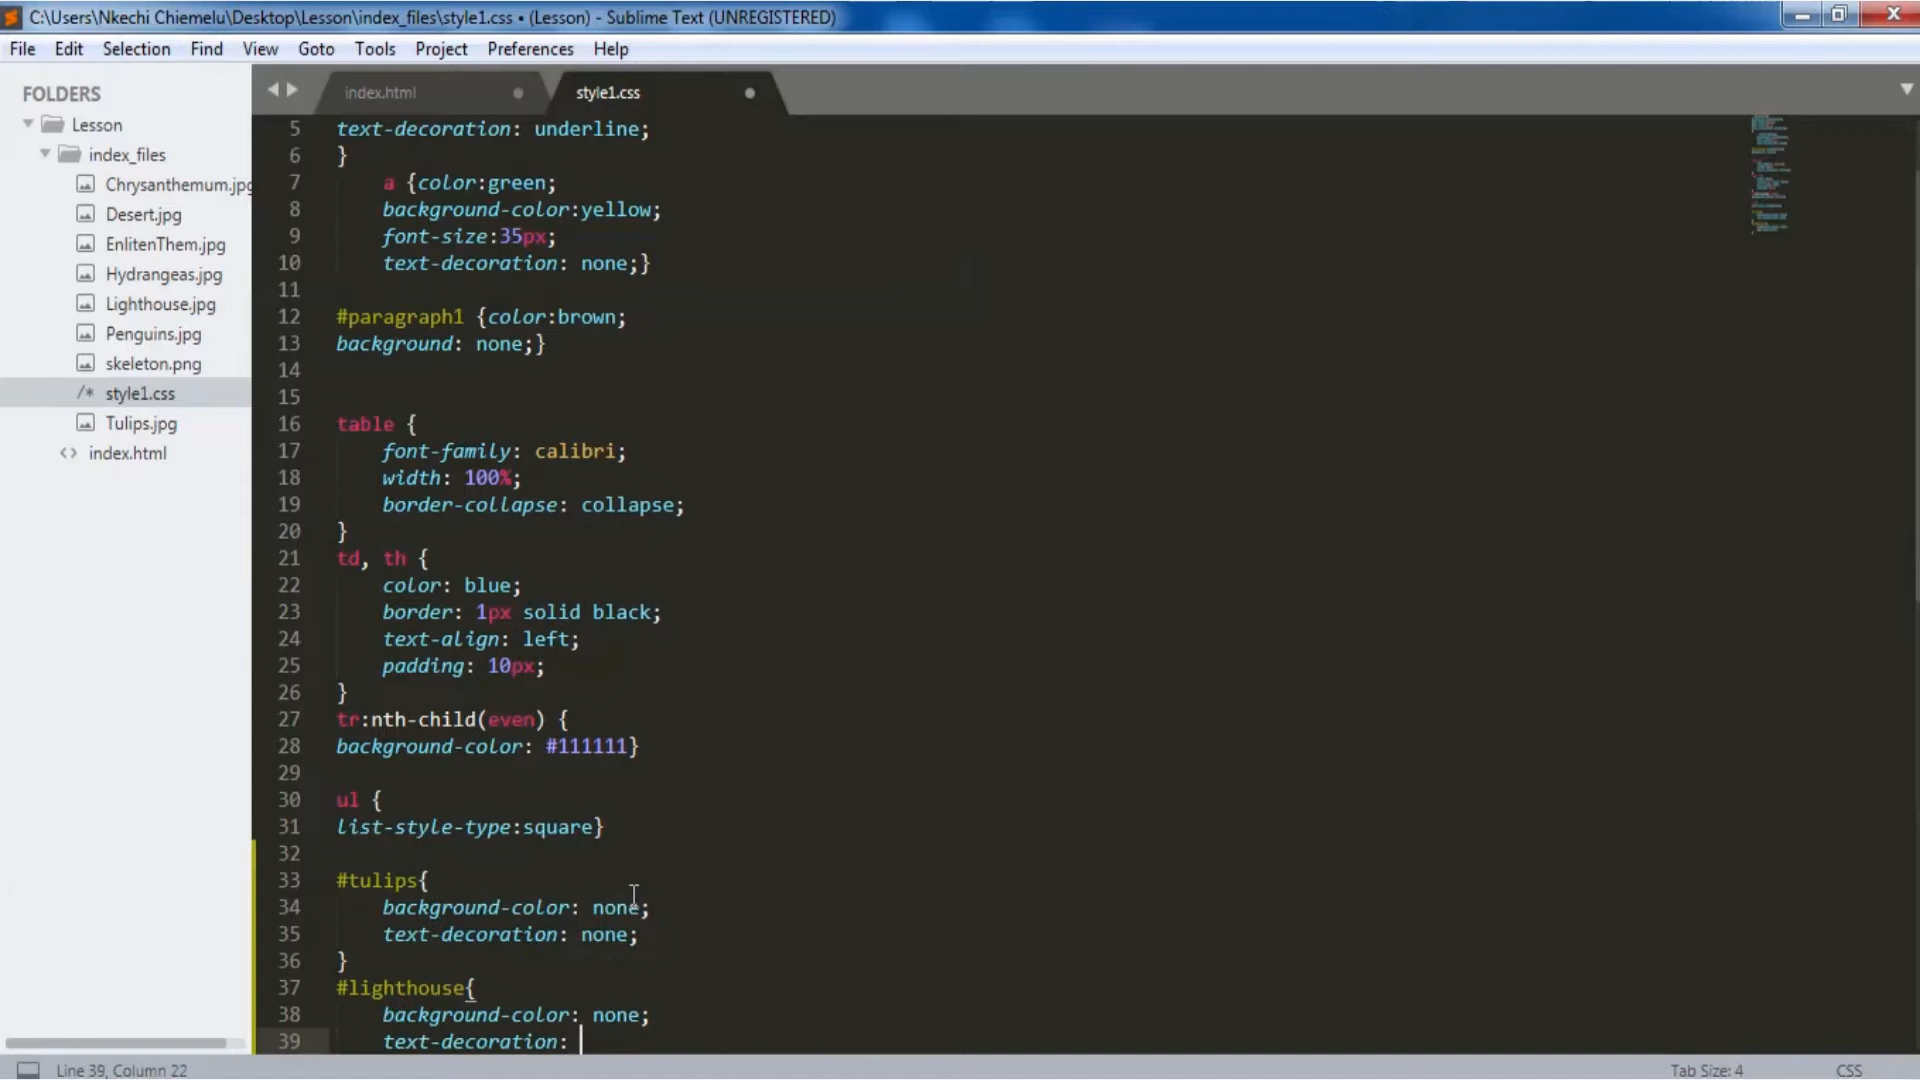 C:\Users\Nkechi Chiemelu\Desktop\Lesson\index_files\style1.css • (Lesson) - Sublime Text (UNREGISTERED)
File Edit Selection Find View Goto Tools Project Preferences Help
FOLDERS
Lesson
index_files
Chrysanthemum.jpg
Desert.jpg
EnlitenThem.jpg
Hydrangeas.jpg
Lighthouse.jpg
Penguins.jpg
skeleton.png
/* style1.css
Tulips.jpg
<> index.html
index.html
style1.css
5 text-decoration: underline;
6 }
7 a {color:green;
8 background-color:yellow;
9 font-size:35px;
10 text-decoration: none;}
11
12 #paragraph1 {color:brown;
13 background: none;}
14
15
16 table {
17 font-family: calibri;
18 width: 100%;
19 border-collapse: collapse;
20 }
21 td, th {
22 color: blue;
23 border: 1px solid black;
24 text-align: left;
25 padding: 10px;
26 }
27 tr:nth-child(even) {
28 background-color: #111111}
29
30 ul {
31 list-style-type:square}
32
33 #tulips{
34 background-color: none;
35 text-decoration: none;
36 }
37 #lighthouse{
38 background-color: none;
39 text-decoration:
Line 39, Column 22
Tab Size: 4
CSS